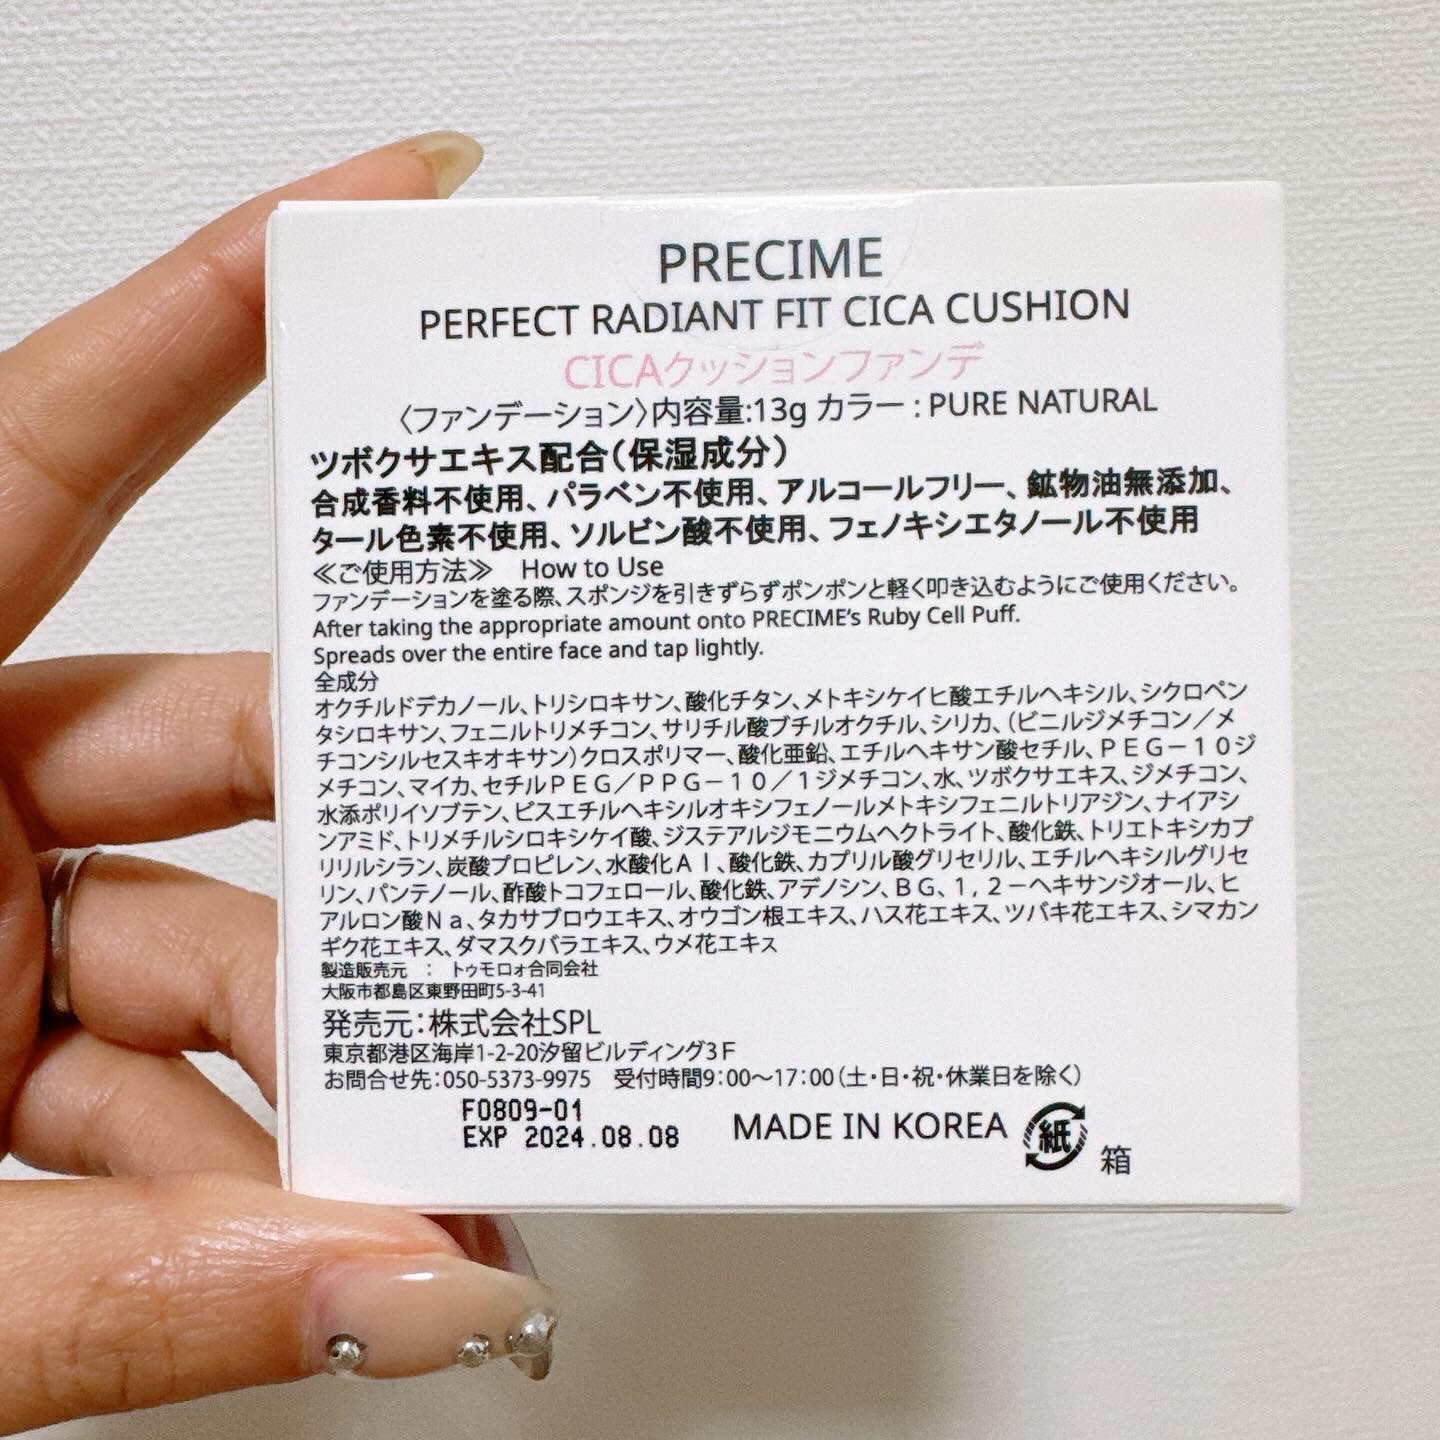 PRECIME
PERFECT RADIANT FIT CICA CUSHION
CICAクッションファンデ
〈ファンデーション〉内容量:13g カラー : PURE NATURAL
ツボクサエキス配合(保湿成分)
合成香料不使用、パラベン不使用、アルコールフリー、鉱物油無添加、
タール色素不使用、ソルビン酸不使用、フェノキシエタノール不使用
≪ご使用方法≫ How to Use
ファンデーションを塗る際、スポンジを引きずらずポンポンと軽く叩き込むようにご使用ください。
After taking the appropriate amount onto PRECIME's Ruby Cell Puff.
Spreads over the entire face and tap lightly.
全成分
オクチルドデカノール、トリシロキサン、酸化チタン、メトキシケイヒ酸エチルヘキシル、シクロペン
タシロキサン、フェニルトリメチコン、サリチル酸ブチルオクチル、シリカ、(ビニルジメチコン/メ
チコンシルセスキオキサン)クロスポリマー、酸化亜鉛、エチルヘキサン酸セチル、PEG-10ジ
メチコン、マイカ、セチルPEG/PPG-10/1ジメチコン、水、ツボクサエキス、ジメチコン、
水添ポリイソブテン、ビスエチルヘキシルオキシフェノールメトキシフェニルトリアジン、ナイアシ
ンアミド、トリメチルシロキシケイ酸、ジステアルジモニウムヘクトライト、酸化鉄、トリエトキシカプ
リリルシラン、炭酸プロピレン、水酸化Al、酸化鉄、カプリル酸グリセリル、エチルヘキシルグリセ
リン、パンテノール、酢酸トコフェロール、酸化鉄、アデノシン、BG、1,2-ヘキサンジオール、ヒ
アルロン酸Na、タカサブロウエキス、オウゴン根エキス、ハス花エキス、ツバキ花エキス、シマカン
ギク花エキス、ダマスクバラエキス、ウメ花エキス
製造販売元 : トゥモロォ合同会社
大阪市都島区東野田町5-3-41
発売元:株式会社SPL
東京都港区海岸1-2-20汐留ビルディング3F
お問合せ先:050-5373-9975 受付時間9:00〜17:00(土・日・祝・休業日を除く)
F0809-01
EXP 2024.08.08
MADE IN KOREA
紙
箱